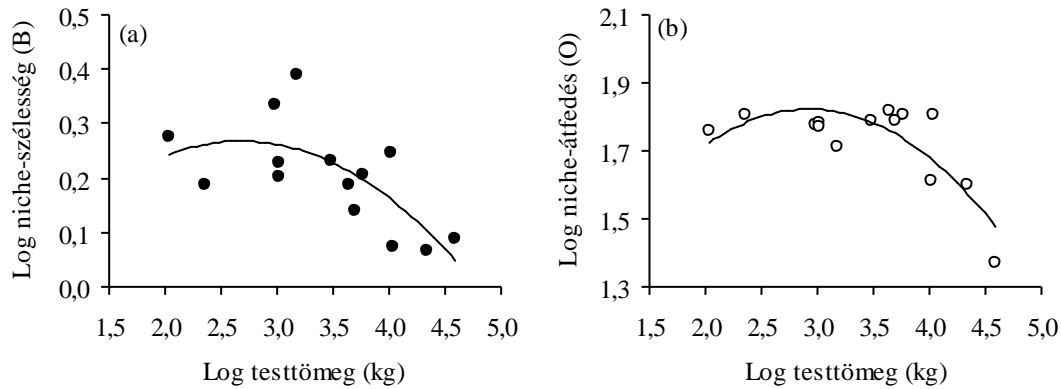 (a)
Log niche-szélesség (B)
0,5
0,4
0,3
0,2
0,1
0,0
1,5 2,0 2,5 3,0 3,5 4,0 4,5 5,0
Log testtömeg (kg)
(b)
Log niche-átfedés (O)
2,1
1,9
1,7
1,5
1,3
1,5 2,0 2,5 3,0 3,5 4,0 4,5 5,0
Log testtömeg (kg)